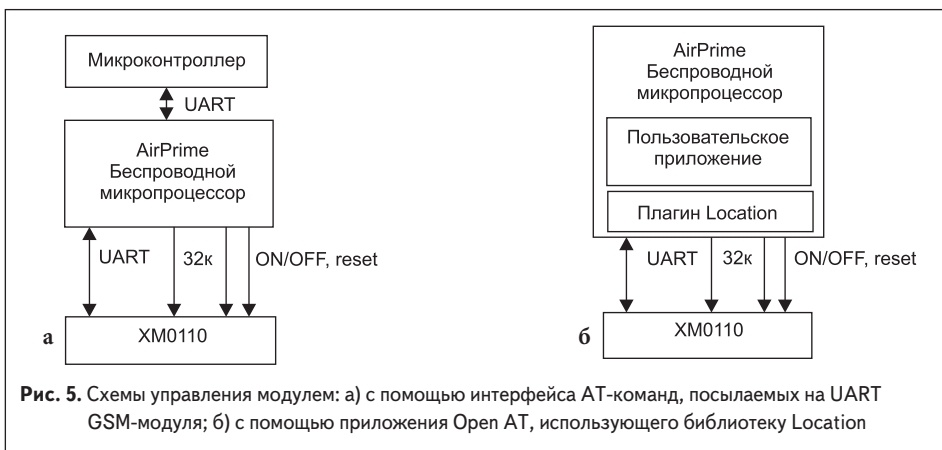 Микроконтроллер
UART
AirPrime
Беспроводной
микропроцессор
UART
32к
ON/OFF, reset
а
XM0110
AirPrime
Беспроводной
микропроцессор
Пользовательское
приложение
Плагин Location
UART
32к
ON/OFF, reset
б
XM0110
Рис. 5. Схемы управления модулем: а) с помощью интерфейса АТ-команд, посылаемых на UART
GSM-модуля; б) с помощью приложения Open AT, использующего библиотеку Location